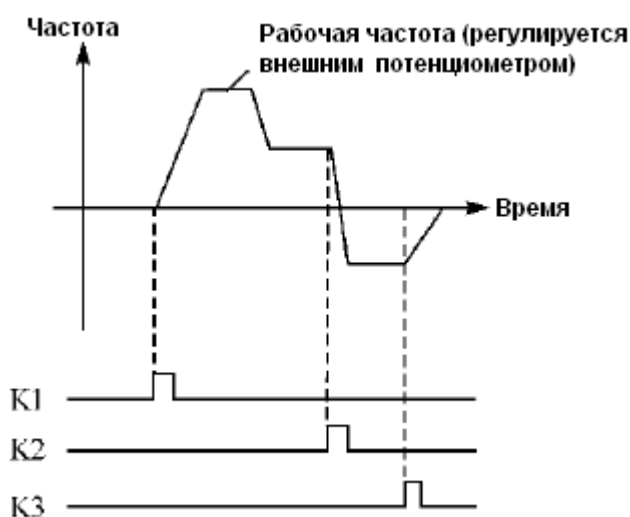 Частота
Рабочая частота (регулируется
внешним потенциометром)
Время
K1
K2
K3